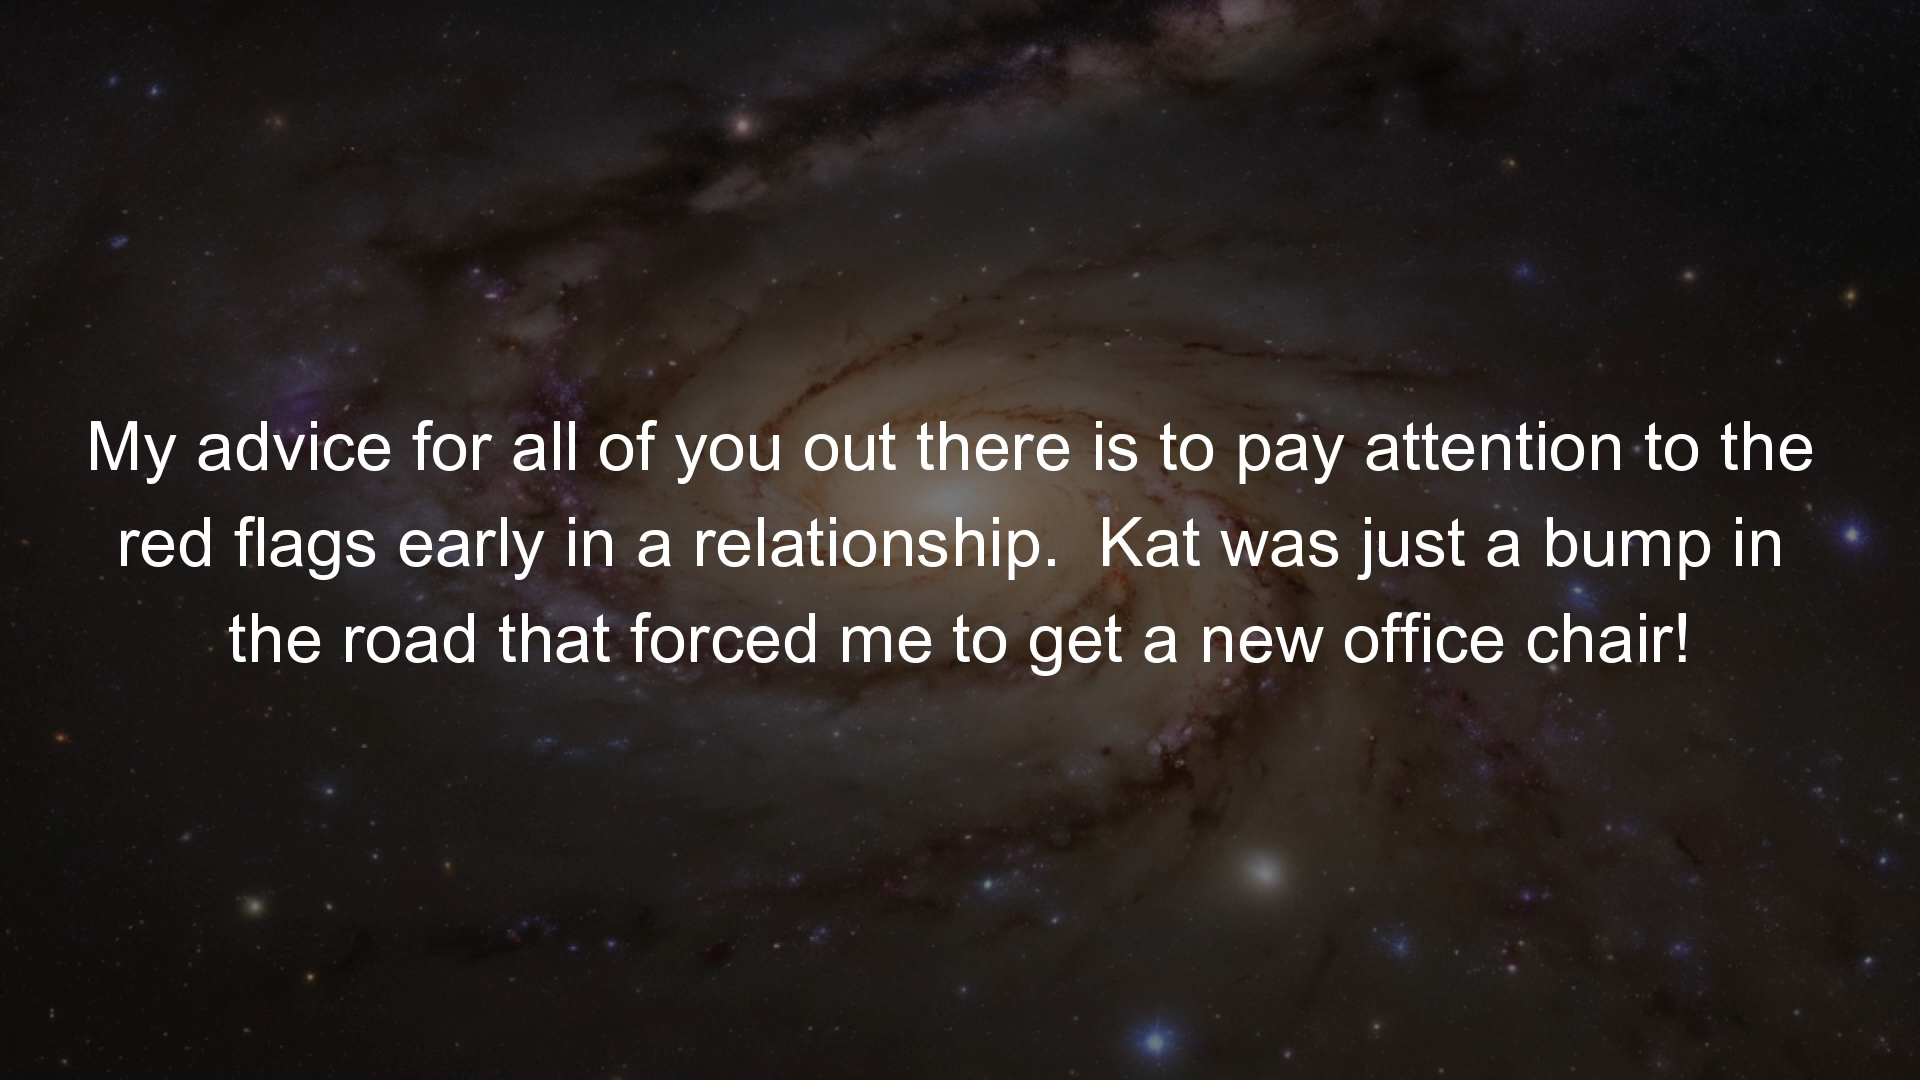 My advice for all of you out there is to pay attention to the
red flags early in a relationship.  Kat was just a bump in
the road that forced me to get a new office chair!